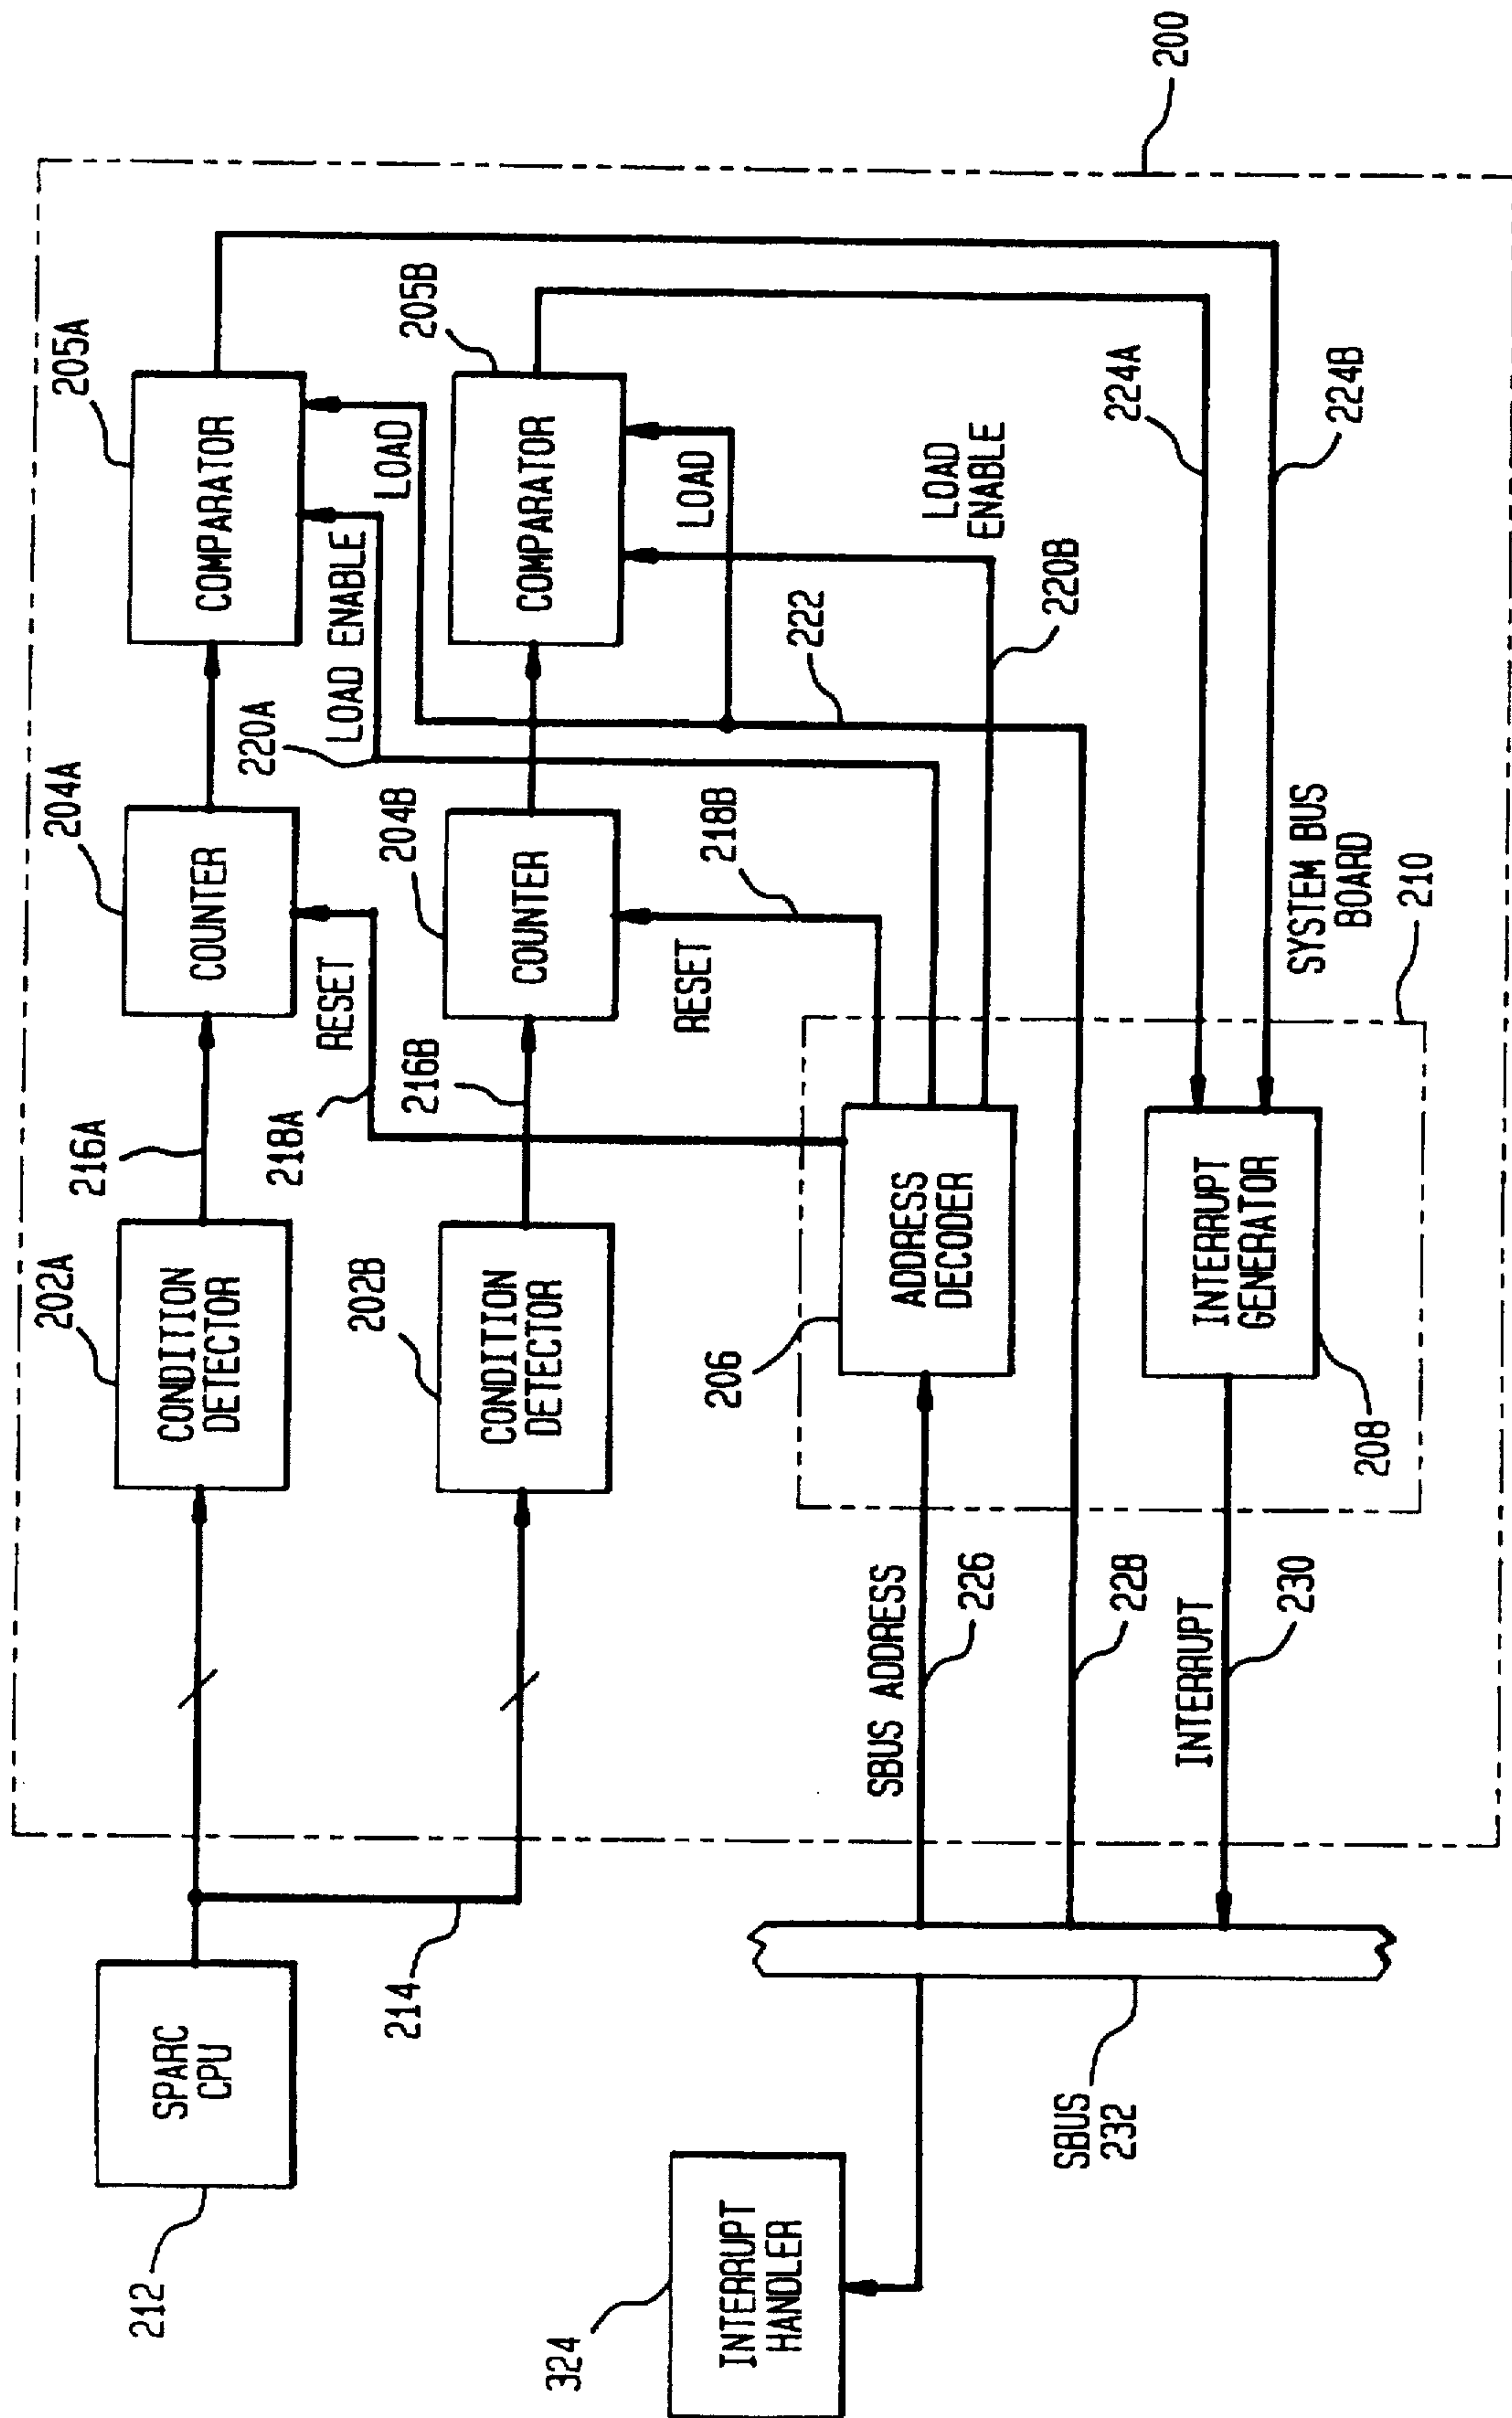 200
205A
COMPARATOR
LOAD ENABLE
LOAD
205B
COMPARATOR
LOAD
LOAD
ENABLE
220A
222
220B
224A
224B
204A
COUNTER
RESET
218A
204B
COUNTER
RESET
218B
SYSTEM BUS
BOARD
210
202A
CONDITION
DETECTOR
216A
202B
CONDITION
DETECTOR
216B
206
ADDRESS
DECODER
INTERRUPT
GENERATOR
208
SBUS ADDRESS
226
228
INTERRUPT
230
SPARC
CPU
212
214
SBUS
232
INTERRUPT
HANDLER
324